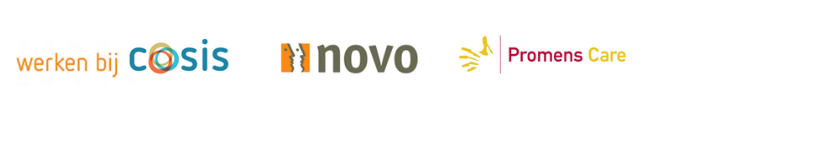 werken bij cosis
novo
Promens Care